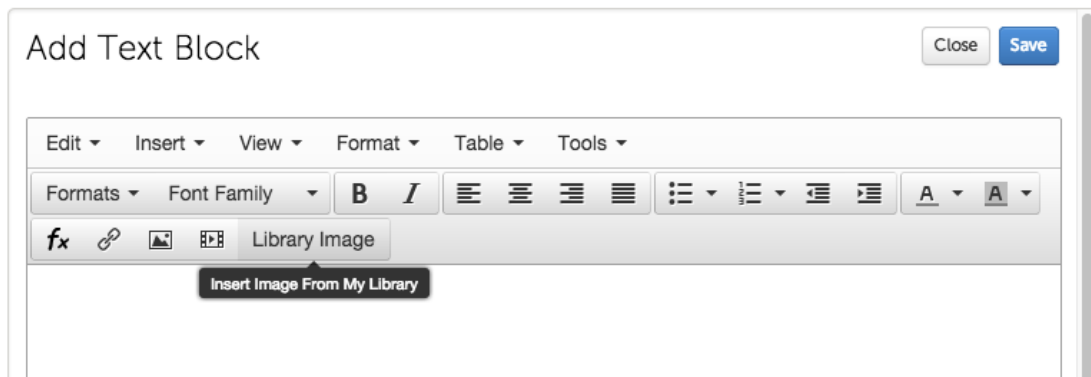 Add Text Block
Close Save
Edit Insert View Format Table Tools
Formats Font Family B I A A
fx Library Image
Insert Image From My Library